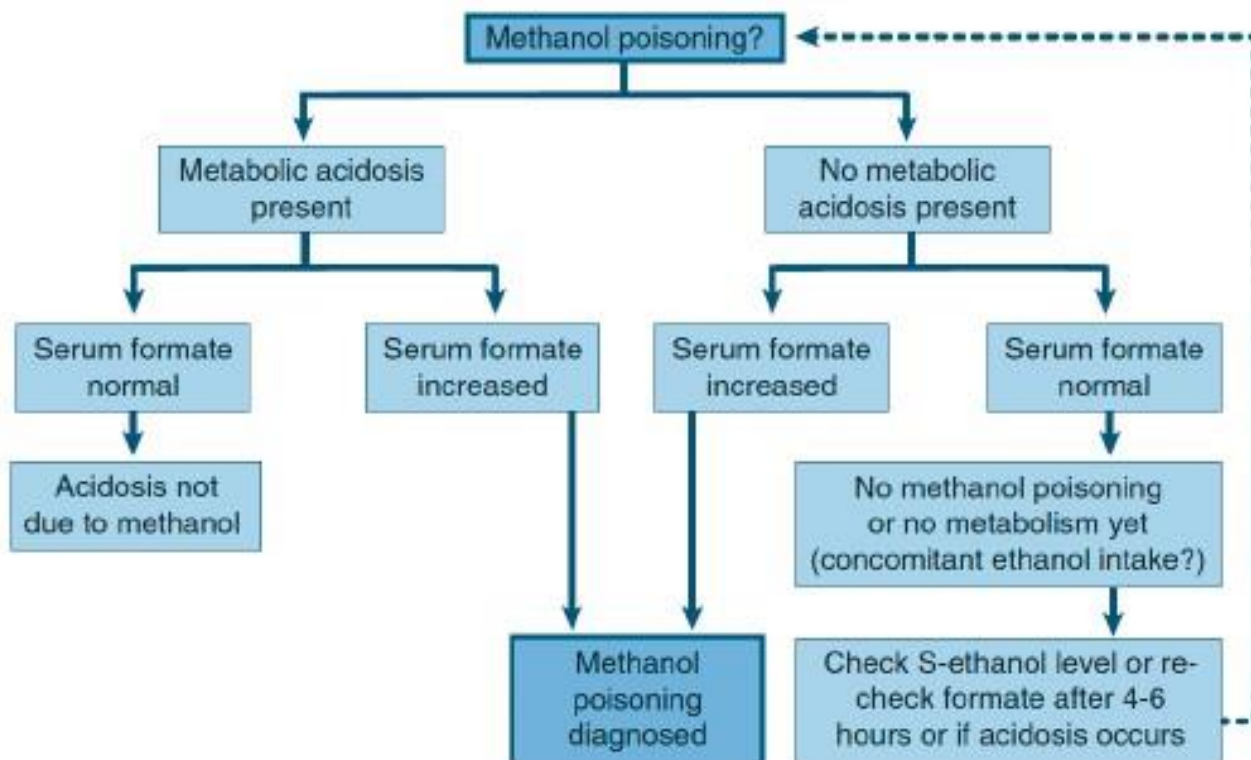 Methanol poisoning?
Metabolic acidosis
present
No metabolic
acidosis present
Serum formate
normal
Serum formate
increased
Serum formate
increased
Serum formate
normal
Acidosis not
due to methanol
No methanol poisoning
or no metabolism yet
(concomitant ethanol intake?)
Methanol
poisoning
diagnosed
Check S-ethanol level or re-
check formate after 4-6
hours or if acidosis occurs